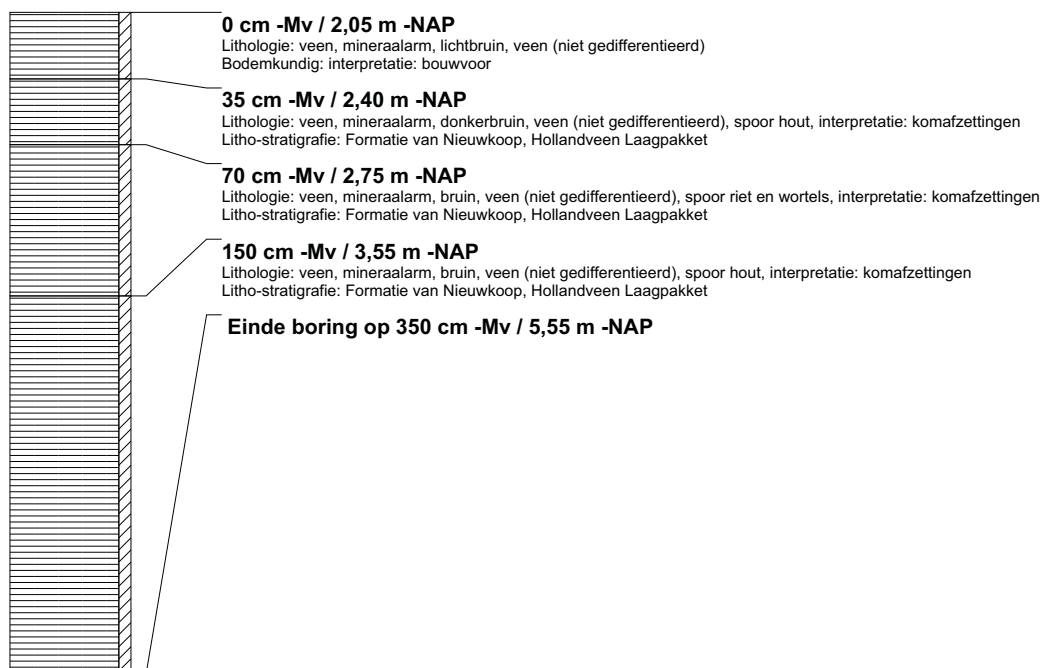 0 cm -Mv / 2,05 m -NAP
Lithologie: veen, mineraalarm, lichtbruin, veen (niet gedifferentieerd)
Bodemkundig: interpretatie: bouwvoor
35 cm -Mv / 2,40 m -NAP
Lithologie: veen, mineraalarm, donkerbruin, veen (niet gedifferentieerd), spoor hout, interpretatie: komafzettingen
Litho-stratigrafie: Formatie van Nieuwkoop, Hollandveen Laagpakket
70 cm -Mv / 2,75 m -NAP
Lithologie: veen, mineraalarm, bruin, veen (niet gedifferentieerd), spoor riet en wortels, interpretatie: komafzettingen
Litho-stratigrafie: Formatie van Nieuwkoop, Hollandveen Laagpakket
150 cm -Mv / 3,55 m -NAP
Lithologie: veen, mineraalarm, bruin, veen (niet gedifferentieerd), spoor hout, interpretatie: komafzettingen
Litho-stratigrafie: Formatie van Nieuwkoop, Hollandveen Laagpakket
Einde boring op 350 cm -Mv / 5,55 m -NAP